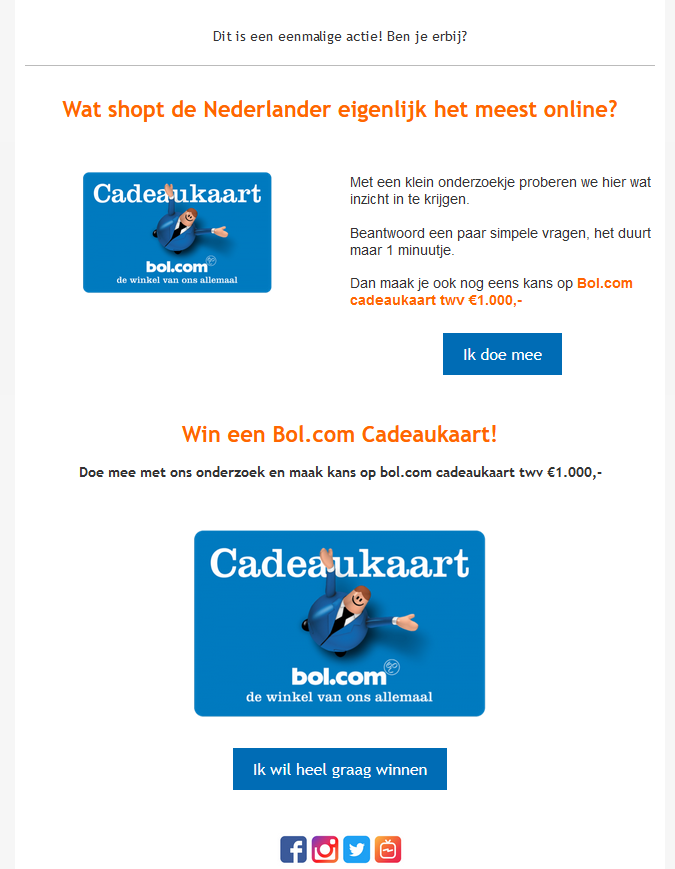 Dit is een eenmalige actie! Ben je erbij?
Wat shopt de Nederlander eigenlijk het meest online?
Cadeaukaart
bol.com
de winkel van ons allemaal
Met een klein onderzoekje proberen we hier wat
inzicht in te krijgen.
Beantwoord een paar simpele vragen, het duurt
maar 1 minuutje.
Dan maak je ook nog eens kans op Bol.com
cadeaukaart twv €1.000,-
Ik doe mee
Win een Bol.com Cadeaukaart!
Doe mee met ons onderzoek en maak kans op bol.com cadeaukaart twv €1.000,-
Cadeaukaart
bol.com
de winkel van ons allemaal
Ik wil heel graag winnen